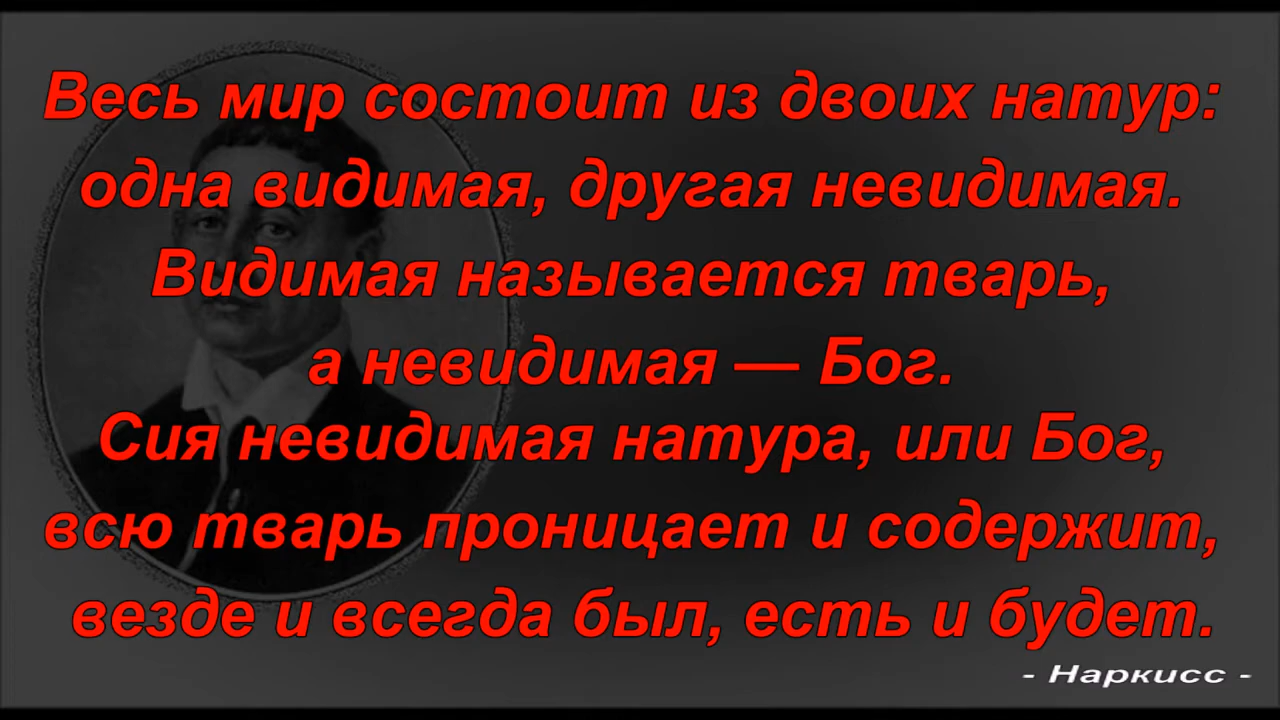 Весь мир состоит из двоих натур:
одна видимая, другая невидимая.
Видимая называется тварь,
а невидимая — Бог.
Сия невидимая натура, или Бог,
всю тварь проницает и содержит,
везде и всегда был, есть и будет.
- Наркисс -